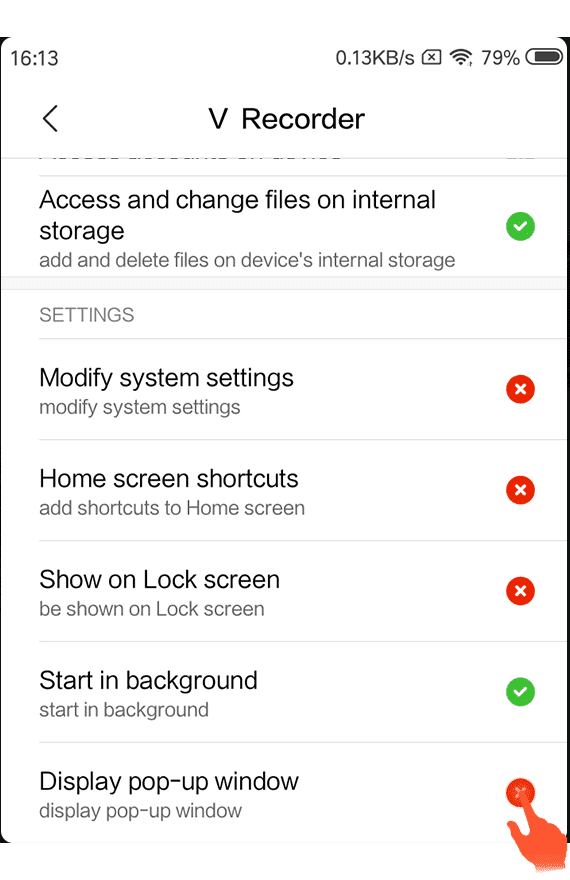 16:13 0.13KB/s 79%
V Recorder
Access and change files on internal
storage
add and delete files on device's internal storage
SETTINGS
Modify system settings
modify system settings
Home screen shortcuts
add shortcuts to Home screen
Show on Lock screen
be shown on Lock screen
Start in background
start in background
Display pop-up window
display pop-up window